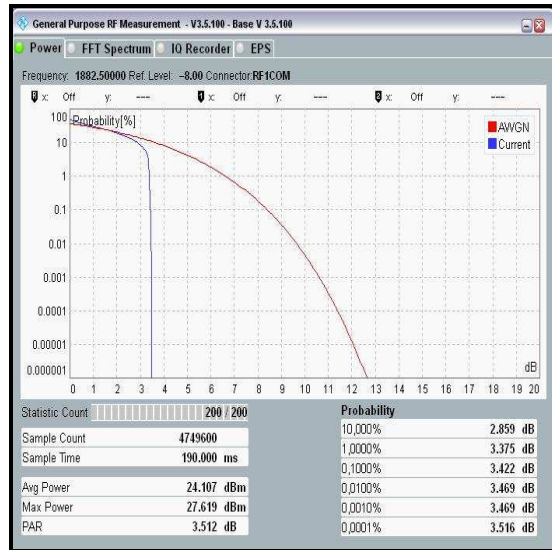 General Purpose RF Measurement - V3.5.100 - Base V 3.5.100
Power FFT Spectrum IQ Recorder EPS
Frequency: 1882.50000 Ref. Level: -8.00 Connector: RF1COM
x: Off y: --- x: Off y: --- x: Off y: ---
Probability[%]
AWGN
Current
100
10
1
0.1
0.01
0.001
0.0001
0.00001
0.000001
dB
0 1 2 3 4 5 6 7 8 9 10 11 12 13 14 15 16 17 18 19 20
Statistic Count 200 / 200
Sample Count 4749600
Sample Time 190.000 ms
Avg Power 24.107 dBm
Max Power 27.619 dBm
PAR 3.512 dB
Probability
10,000% 2.859 dB
1,0000% 3.375 dB
0,1000% 3.422 dB
0,0100% 3.469 dB
0,0010% 3.469 dB
0,0001% 3.516 dB